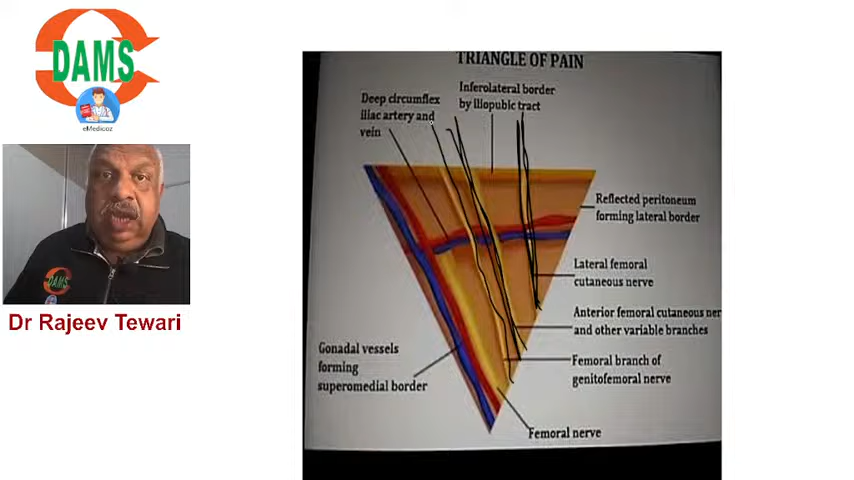 DAMS
eMedicoz
Dr Rajeev Tewari
TRIANGLE OF PAIN
Deep circumflex
iliac artery and
vein
Inferolateral border
by iliopubic tract
Reflected peritoneum
forming lateral border
Lateral femoral
cutaneous nerve
Anterior femoral cutaneous ner
and other variable branches
Femoral branch of
genitofemoral nerve
Femoral nerve
Gonadal vessels
forming
superomedial border
DAMS